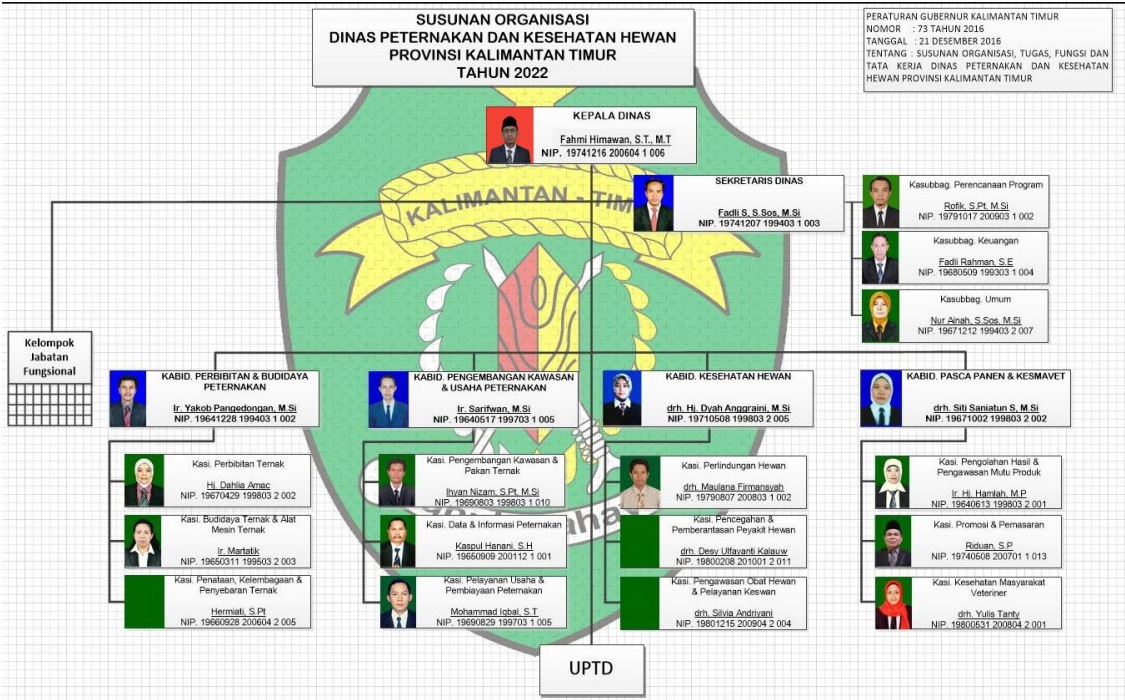 SUSUNAN ORGANISASI
DINAS PETERNAKAN DAN KESEHATAN HEWAN
PROVINSI KALIMANTAN TIMUR
TAHUN 2022
PERATURAN GUBERNUR KALIMANTAN TIMUR
NOMOR : 73 TAHUN 2016
TANGGAL : 21 DESEMBER 2016
TENTANG : SUSUNAN ORGANISASI, TUGAS, FUNGSI DAN
TATA KERJA DINAS PETERNAKAN DAN KESEHATAN
HEWAN PROVINSI KALIMANTAN TIMUR
KEPALA DINAS
Fahmi Himawan, S.T., M.T
NIP. 19741216 200604 1 006
KALIMANTAN - TIM
SEKRETARIS DINAS
Fadli S, S.Sos, M.Si
NIP. 19741207 199403 1 003
Kasubbag. Perencanaan Program
Rofik, S.Pt, M.Si
NIP. 19791017 200903 1 002
Kasubbag. Keuangan
Fadli Rahman, S.E
NIP. 19680509 199303 1 004
Kasubbag. Umum
Nur Ainah, S.Sos, M.Si
NIP. 19671212 199403 2 007
Kelompok
Jabatan
Fungsional
KABID. PERBIBITAN & BUDIDAYA
PETERNAKAN
Ir. Yakob Pangedongan, M.Si
NIP. 19641228 199403 1 002
Kasi. Perbibitan Ternak
Hj. Dahlia Amac
NIP. 19670429 199803 2 002
Kasi. Budidaya Ternak & Alat
Mesin Ternak
Ir. Martatik
NIP. 19650311 199503 2 003
Kasi. Penataan, Kelembagaan &
Penyebaran Ternak
Hermiati, S.Pt
NIP. 19660928 200604 2 005
KABID. PENGEMBANGAN KAWASAN
& USAHA PETERNAKAN
Ir. Sarifwan, M.Si
NIP. 19640517 199703 1 005
Kasi. Pengembangan Kawasan &
Pakan Ternak
Ihyan Nizam, S.Pt, M.Si
NIP. 19690803 199803 1 010
Kasi. Data & Informasi Peternakan
Kaspul Hanani, S.H
NIP. 19650909 200112 1 001
Kasi. Pelayanan Usaha &
Pembiayaan Peternakan
Mohammad Iqbal, S.T
NIP. 19690829 199703 1 005
KABID. KESEHATAN HEWAN
drh. Hj. Dyah Anggraini, M.Si
NIP. 19710508 199803 2 005
Kasi. Perlindungan Hewan
drh. Maulana Firmansyah
NIP. 19790807 200803 1 002
Kasi. Pencegahan &
Pemberantasan Peyakit Hewan
drh. Desy Ulfayanti Kalauw
NIP. 19800208 201001 2 011
Kasi. Pengawasan Obat Hewan
& Pelayanan Keswan
drh. Silvia Andriyani
NIP. 19801215 200904 2 004
KABID. PASCA PANEN & KESMAVET
drh. Siti Saniatun S, M.Si
NIP. 19671002 199803 2 002
Kasi. Pengolahan Hasil &
Pengawasan Mutu Produk
Ir. Hj. Hamlah, M.P
NIP. 19640613 199803 2 001
Kasi. Promosi & Pemasaran
Riduan, S.P
NIP. 19740508 200701 1 013
Kasi. Kesehatan Masyarakat
Veteriner
drh. Yulis Tanty
NIP. 19800531 200804 2 001
UPTD